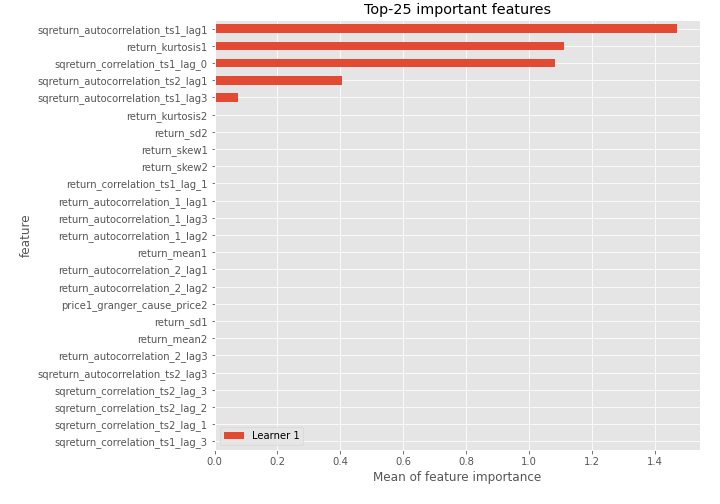 Top-25 important features
sqreturn_autocorrelation_ts1_lag1
return_kurtosis1
sqreturn_correlation_ts1_lag_0
sqreturn_autocorrelation_ts2_lag1
sqreturn_autocorrelation_ts1_lag3
return_kurtosis2
return_sd2
return_skew1
return_skew2
return_correlation_ts1_lag_1
return_autocorrelation_1_lag1
return_autocorrelation_1_lag3
return_autocorrelation_1_lag2
return_mean1
return_autocorrelation_2_lag1
return_autocorrelation_2_lag2
price1_granger_cause_price2
return_sd1
return_mean2
return_autocorrelation_2_lag3
sqreturn_autocorrelation_ts2_lag3
sqreturn_correlation_ts2_lag_3
sqreturn_correlation_ts2_lag_2
sqreturn_correlation_ts2_lag_1
sqreturn_correlation_ts1_lag_3
feature
Learner 1
0.0 0.2 0.4 0.6 0.8 1.0 1.2 1.4
Mean of feature importance